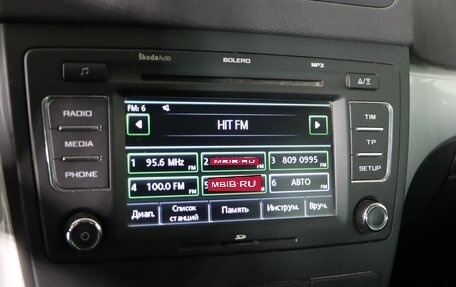 ŠkodaAuto BOLERO MP3
RADIO
MEDIA
PHONE
TIM
TP
SETUP
FM: 6
HIT FM
1 95.6 MHz 2 MBIB.RU 3 809 0995
4 100.0 FM 5 MBIB.RU 6 АВТО
Диап. Список станций Память Инструм. Вруч.
SD